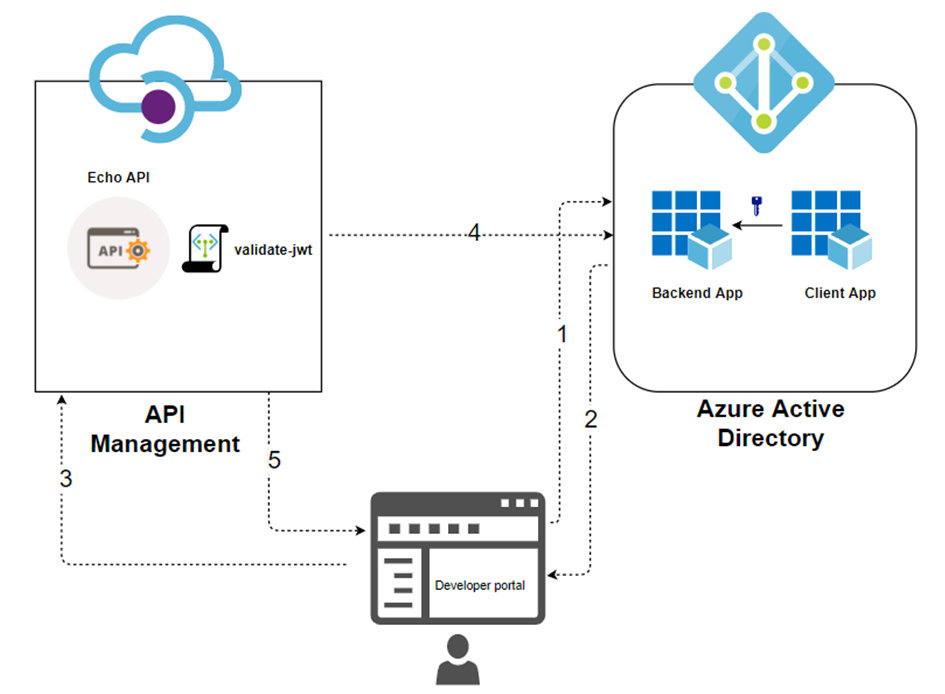 Echo API
API
validate-jwt
4
Backend App
Client App
1
API
Management
Azure Active
Directory
2
5
3
Developer portal